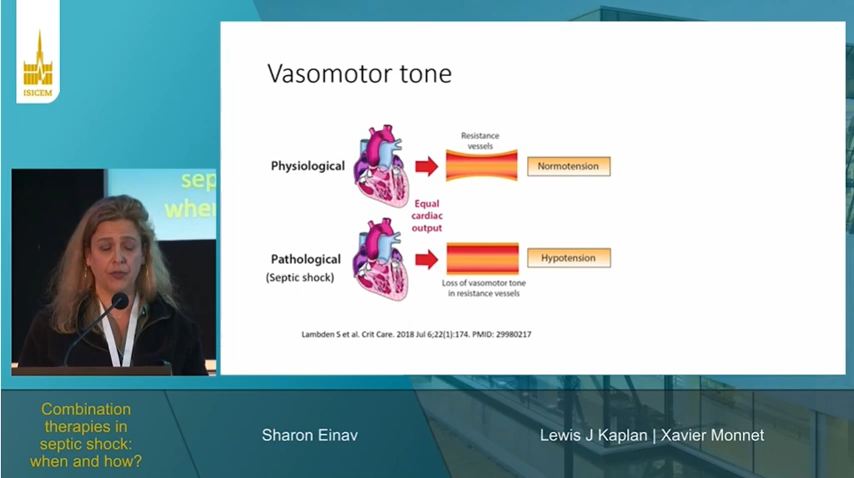 ISICEM
Vasomotor tone
Resistance
vessels
Physiological
Normotension
Equal
cardiac
output
Pathological
(Septic shock)
Hypotension
Loss of vasomotor tone
in resistance vessels
Lambden S et al. Crit Care. 2018 Jul 6;22(1):174. PMID: 29980217
sep
whe
Combination
therapies in
septic shock:
when and how?
Sharon Einav
Lewis J Kaplan | Xavier Monnet